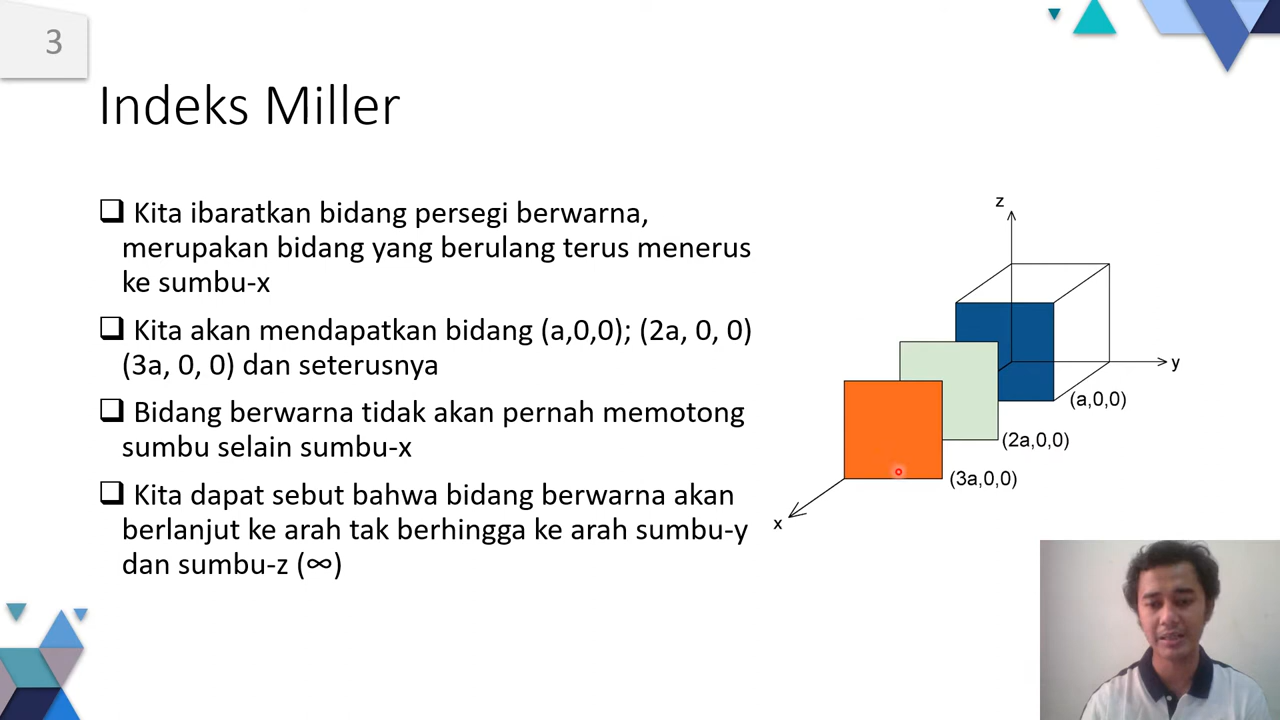 3
Indeks Miller
❑ Kita ibaratkan bidang persegi berwarna,
merupakan bidang yang berulang terus menerus
ke sumbu-x
❑ Kita akan mendapatkan bidang (a,0,0); (2a, 0, 0)
(3a, 0, 0) dan seterusnya
❑ Bidang berwarna tidak akan pernah memotong
sumbu selain sumbu-x
❑ Kita dapat sebut bahwa bidang berwarna akan
berlanjut ke arah tak berhingga ke arah sumbu-y
dan sumbu-z (∞)
z
y
(a,0,0)
(2a,0,0)
(3a,0,0)
x